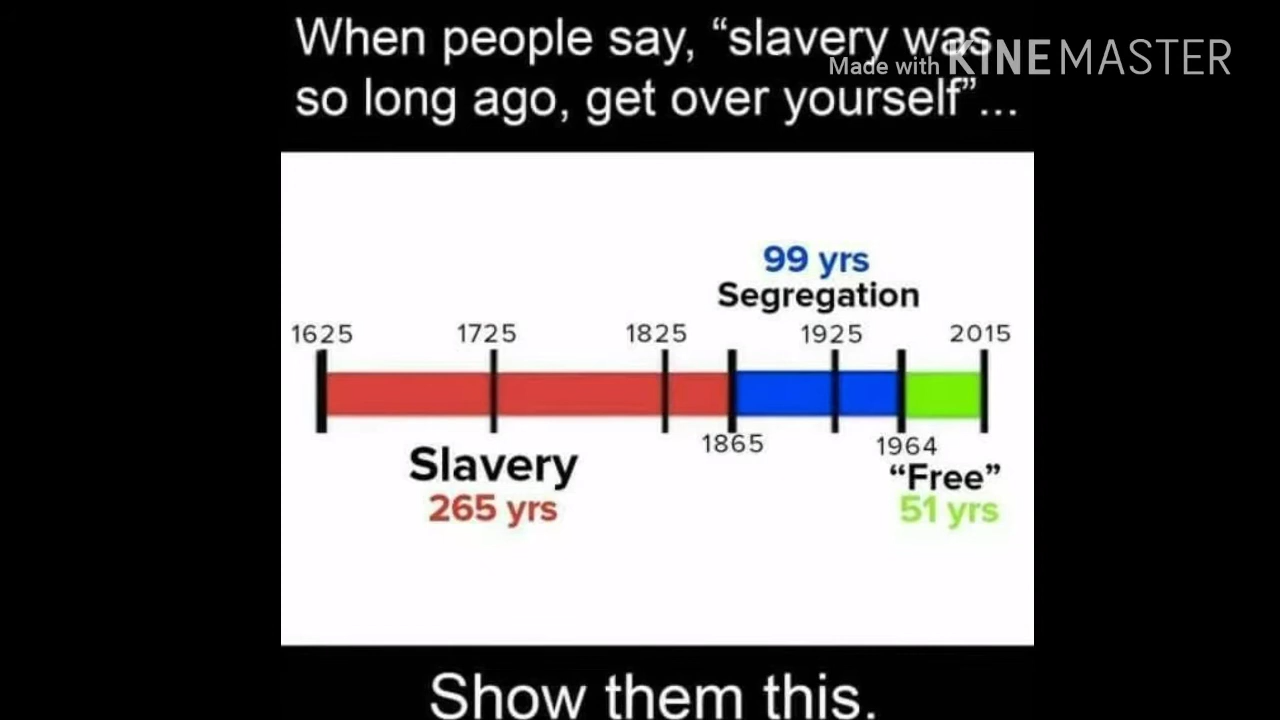 When people say, “slavery was
so long ago, get over yourself”...
Made with KINEMASTER
99 yrs
Segregation
1625 1725 1825 1925 2015
1865 1964
Slavery
265 yrs
“Free”
51 yrs
Show them this.